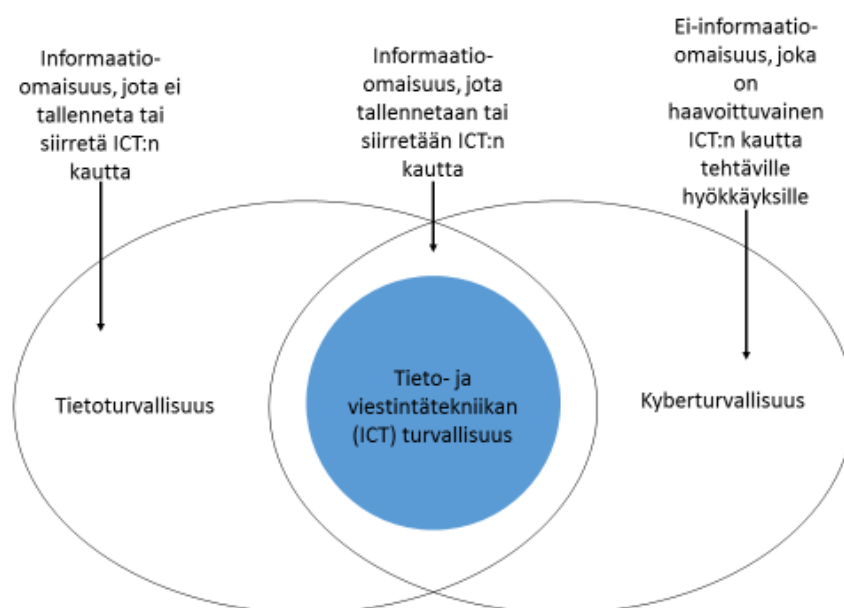 Informaatio-
omaisuus, jota ei
tallenneta tai
siirretä ICT:n
kautta
Informaatio-
omaisuus, jota
tallennetaan tai
siirretään ICT:n
kautta
Ei-informaatio-
omaisuus, joka
on
haavoittuvainen
ICT:n kautta
tehtäville
hyökkäyksille
Tietoturvallisuus
Tieto- ja
viestintätekniikan
(ICT) turvallisuus
Kyberturvallisuus